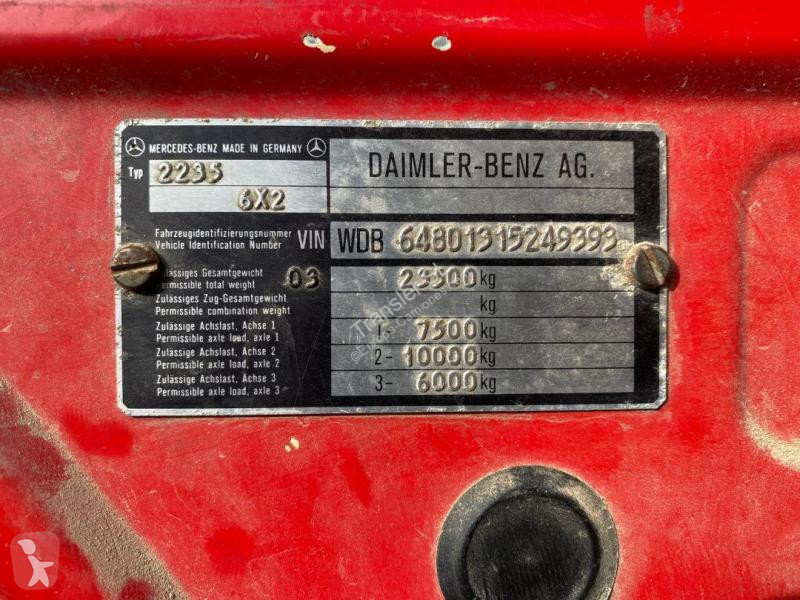 MERCEDES-BENZ MADE IN GERMANY
DAIMLER-BENZ AG.
Typ 2235
6X2
Fahrzeugidentifizierungsnummer
Vehicle Identification Number VIN WDB 64801315249393
Zulässiges Gesamtgewicht
Permissible total weight 03 23500 kg
Zulässiges Zug-Gesamtgewicht
Permissible combination weight kg
Zulässige Achslast, Achse 1
Permissible axle load, axle 1 1- 7500 kg
Zulässige Achslast, Achse 2
Permissible axle load, axle.2 2- 10000 kg
Zulässige Achslast, Achse 3
Permissible axle load, axle 3 3- 6000 kg